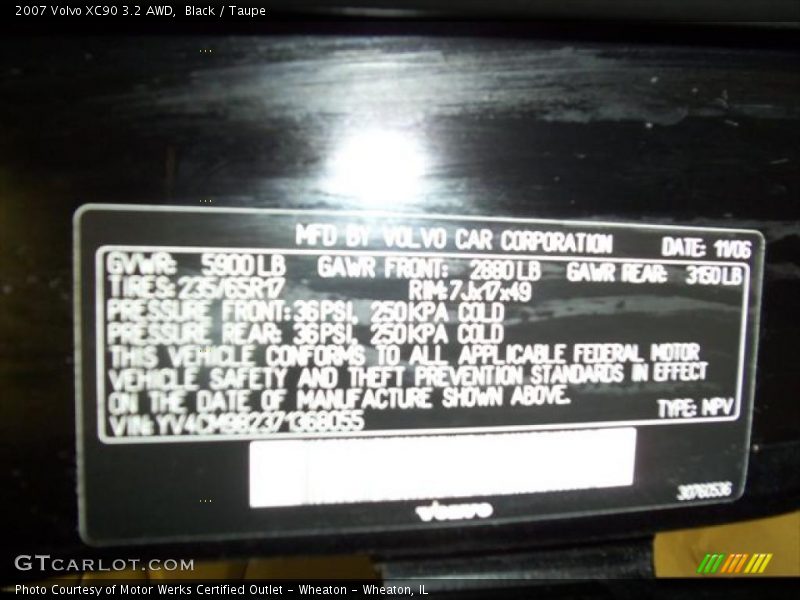 2007 Volvo XC90 3.2 AWD, Black / Taupe
MFD BY VOLVO CAR CORPORATION DATE: 11/06
GVWR: 5900 LB GAWR FRONT: 2880 LB GAWR REAR: 3150 LB
TIRES: 235/65R17 RIM: 7Jx17x49
PRESSURE FRONT: 36 PSI, 250 KPA COLD
PRESSURE REAR: 36 PSI, 250 KPA COLD
THIS VEHICLE CONFORMS TO ALL APPLICABLE FEDERAL MOTOR
VEHICLE SAFETY AND THEFT PREVENTION STANDARDS IN EFFECT
ON THE DATE OF MANUFACTURE SHOWN ABOVE.
TYPE: MPV
VIN: YV4CM982371368055
30760536
VOLVO
GTCARLOT.COM
Photo Courtesy of Motor Werks Certified Outlet - Wheaton - Wheaton, IL